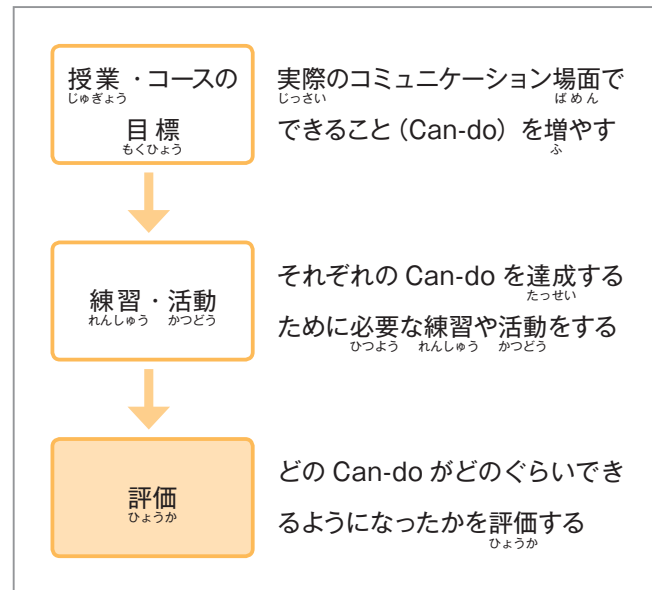 授業・コースの
じゅぎょう
目標
もくひょう
実際のコミュニケーション場面で
じっさい ばめん
できること（Can-do）を増やす
ふ
練習・活動
れんしゅう かつどう
それぞれの Can-do を達成する
たっせい
ために必要な練習や活動をする
ひつよう れんしゅう かつどう
評価
ひょうか
どの Can-do がどのぐらいでき
るようになったかを評価する
ひょうか